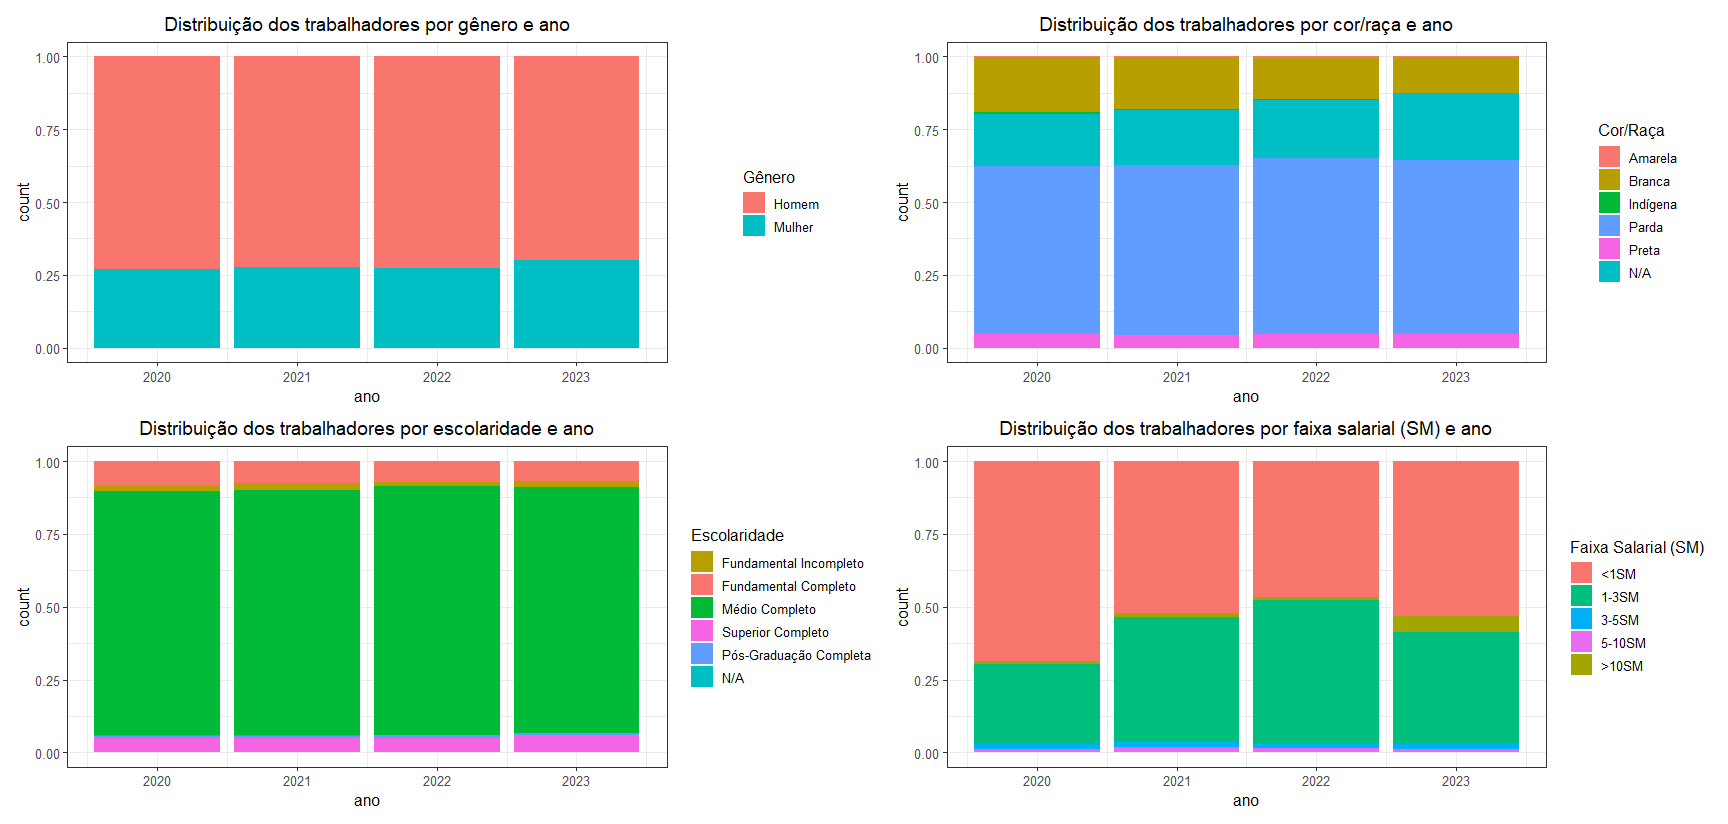 Distribuição dos trabalhadores por gênero e ano
count
1.00
0.75
0.50
0.25
0.00
2020 2021 2022 2023
ano
Gênero
Homem
Mulher
Distribuição dos trabalhadores por cor/raça e ano
count
1.00
0.75
0.50
0.25
0.00
2020 2021 2022 2023
ano
Cor/Raça
Amarela
Branca
Indígena
Parda
Preta
N/A
Distribuição dos trabalhadores por escolaridade e ano
count
1.00
0.75
0.50
0.25
0.00
2020 2021 2022 2023
ano
Escolaridade
Fundamental Incompleto
Fundamental Completo
Médio Completo
Superior Completo
Pós-Graduação Completa
N/A
Distribuição dos trabalhadores por faixa salarial (SM) e ano
count
1.00
0.75
0.50
0.25
0.00
2020 2021 2022 2023
ano
Faixa Salarial (SM)
<1SM
1-3SM
3-5SM
5-10SM
>10SM